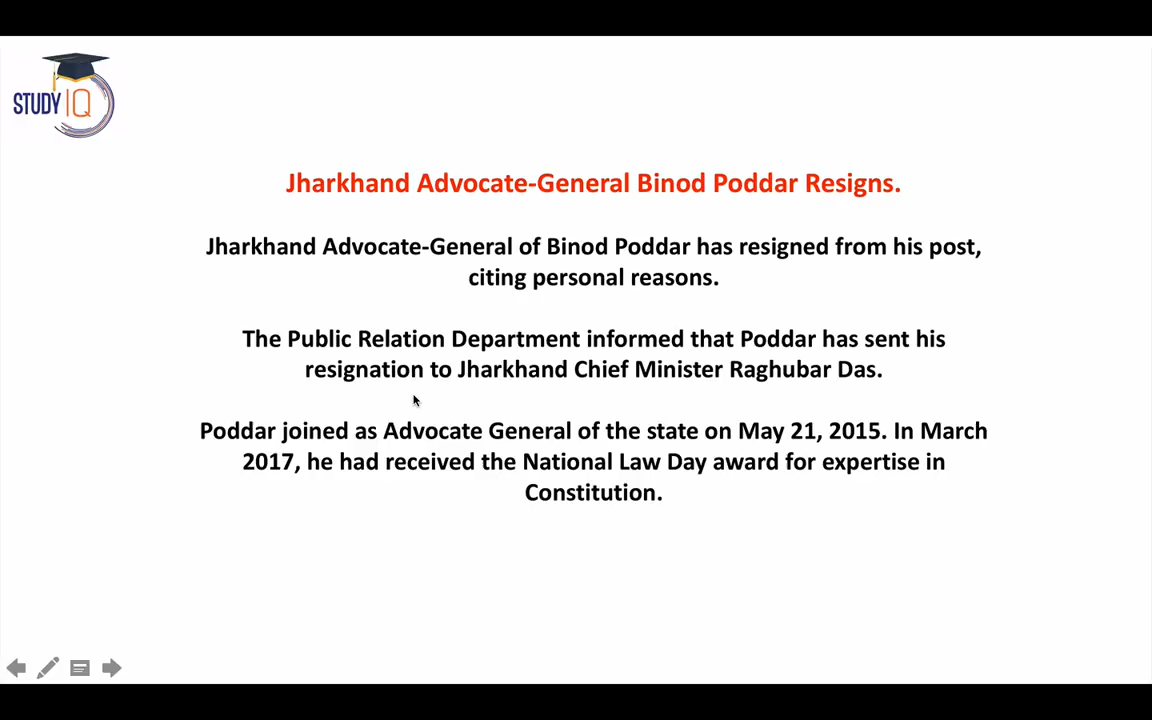 STUDY IQ
Jharkhand Advocate-General Binod Poddar Resigns.
Jharkhand Advocate-General of Binod Poddar has resigned from his post,
citing personal reasons.
The Public Relation Department informed that Poddar has sent his
resignation to Jharkhand Chief Minister Raghubar Das.
Poddar joined as Advocate General of the state on May 21, 2015. In March
2017, he had received the National Law Day award for expertise in
Constitution.